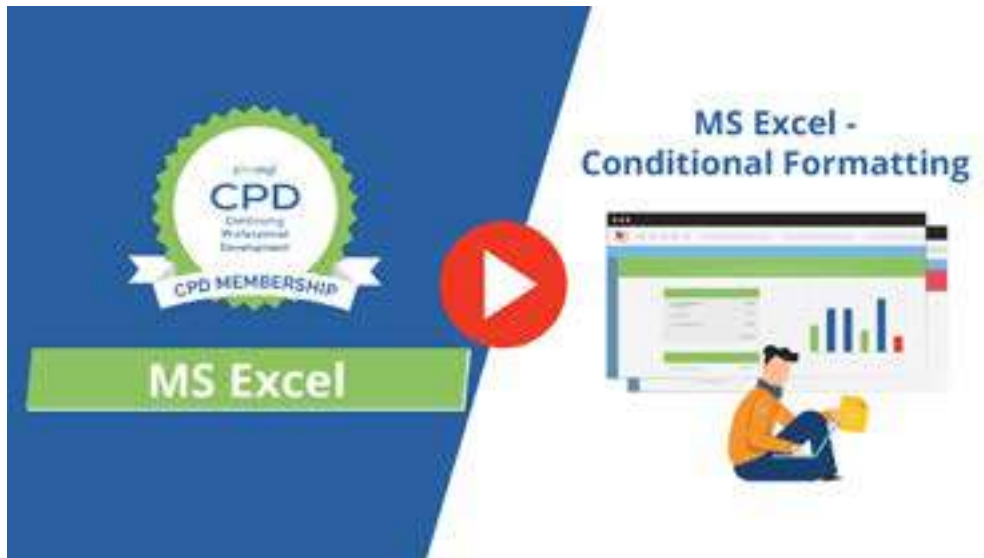 CPD
Continuing
Professional
Development
CPD MEMBERSHIP
MS Excel
MS Excel -
Conditional Formatting